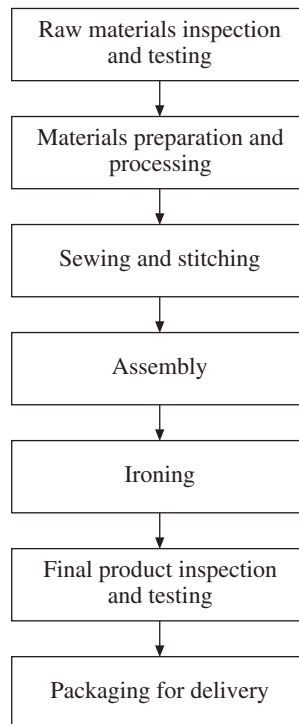 Raw materials inspection
and testing
Materials preparation and
processing
Sewing and stitching
Assembly
Ironing
Final product inspection
and testing
Packaging for delivery